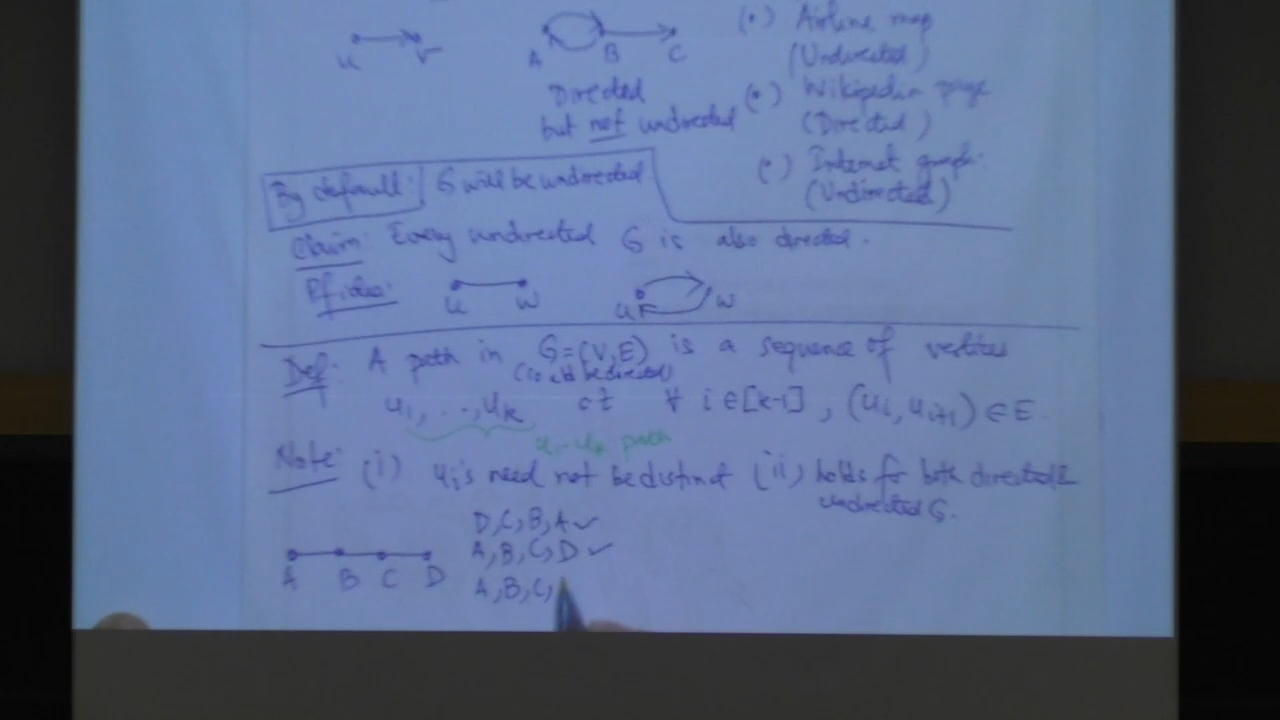 u v
A B C
Directed
but not undirected
(•) Airline map
(Undirected)
(•) Wikipedia page
(Directed)
(•) Internet graph.
(Undirected)
By default: G will be undirected
Claim: Every undirected G is also directed.
Pf idea: u w u w
Def: A path in G=(V,E) is a sequence of vertices
(could be directed)
u₁, . . , uₖ st ∀ i ∈ [k-1] , (uᵢ, uᵢ₊₁) ∈ E.
u₁-uₖ path
Note: (i) uᵢ's need not be distinct (ii) holds for both directed &
undirected G.
D, C, B, A ✓
A, B, C, D ✓
A B C D
A, B, C,